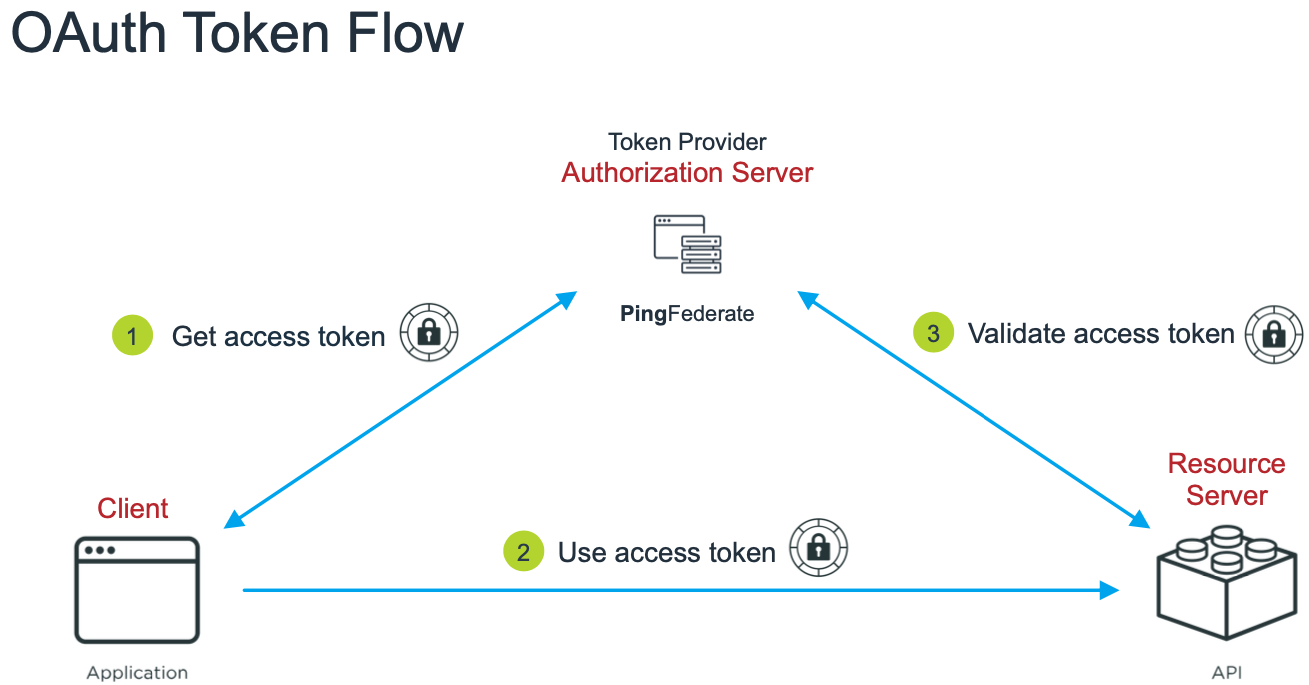 OAuth Token Flow
Token Provider
Authorization Server
PingFederate
1 Get access token
3 Validate access token
Client
Resource
Server
2 Use access token
Application
API